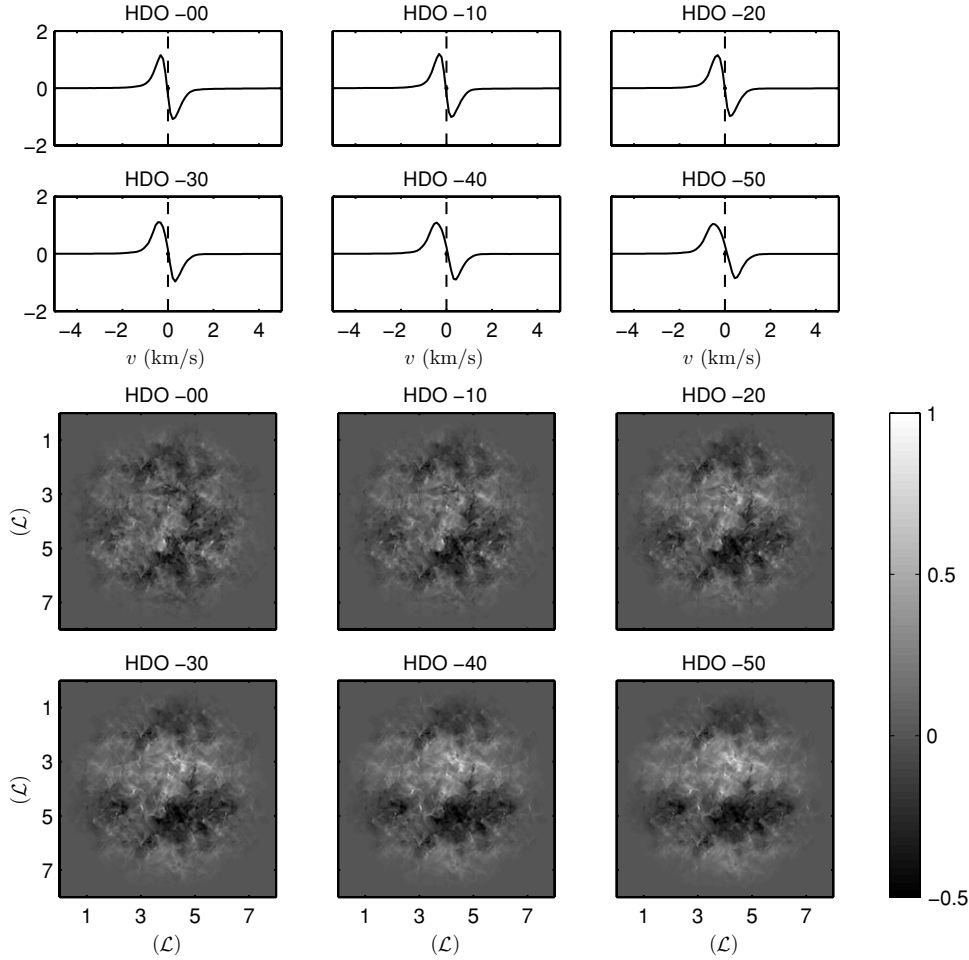 HDO −00 HDO −10 HDO −20
2
0
−2
HDO −30 HDO −40 HDO −50
2
0
−2
−4 −2 0 2 4 −4 −2 0 2 4 −4 −2 0 2 4
v (km/s) v (km/s) v (km/s)
HDO −00 HDO −10 HDO −20
1
3
(ℒ)
5
7
HDO −30 HDO −40 HDO −50
1
3
(ℒ)
5
7
1 3 5 7 1 3 5 7 1 3 5 7
(ℒ) (ℒ) (ℒ)
1
0.5
0
−0.5